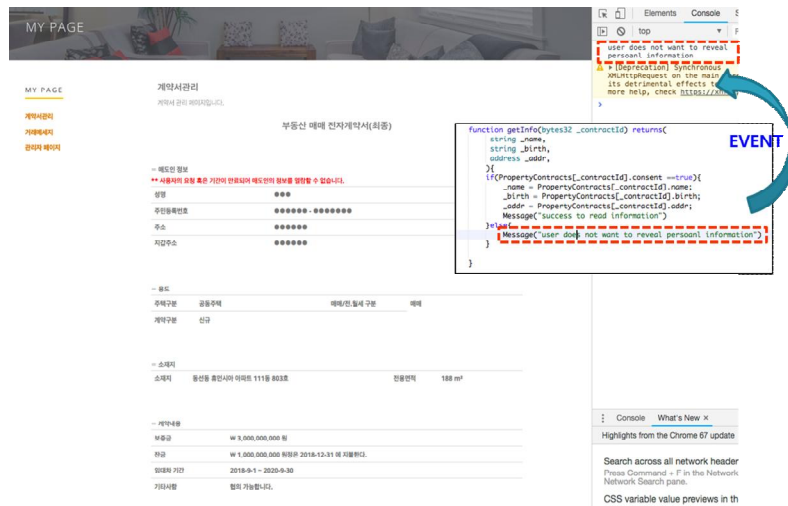 MY PAGE
MY PAGE
계약서관리
거래메세지
관리자 페이지
계약서관리
계약서 관리 페이지입니다.
부동산 매매 전자계약서(최종)
매도인 정보
** 사용자의 요청 혹은 기간이 만료되어 매도인의 정보를 열람할 수 없습니다.
성명 ●●●
주민등록번호 ●●●●●● - ●●●●●●●
주소 ●●●●●●
지갑주소 ●●●●●●
용도
주택구분 공동주택 매매/전,월세 구분 매매
계약구분 신규
소재지
소재지 동선동 휴먼시아 아파트 111동 803호 전용면적 188 m²
계약내용
보증금 ₩ 3,000,000,000 원
잔금 ₩ 1,000,000,000 원정은 2018-12-31 에 지불한다.
임대차 기간 2018-9-1 ~ 2020-9-30
기타사항 협의 가능합니다.
Elements Console S
top
user does not want to reveal
persoanl information
[Deprecation] Synchronous
XMLHttpRequest on the main
its detrimental effects to
more help, check https://xh
EVENT
function getInfo(bytes32 _contractId) returns(
string _name,
string _birth,
address _addr,
){
if(PropertyContracts[_contractId].consent ==true){
_name = PropertyContracts[_contractId].name;
_birth = PropertyContracts[_contractId].birth;
_addr = PropertyContracts[_contractId].addr;
Message("success to read information")
}else{
Message("user does not want to reveal persoanl information")
}
}
Console What's New ×
Highlights from the Chrome 67 update
Search across all network header
Press Command + F in the Network
Network Search pane.
CSS variable value previews in th